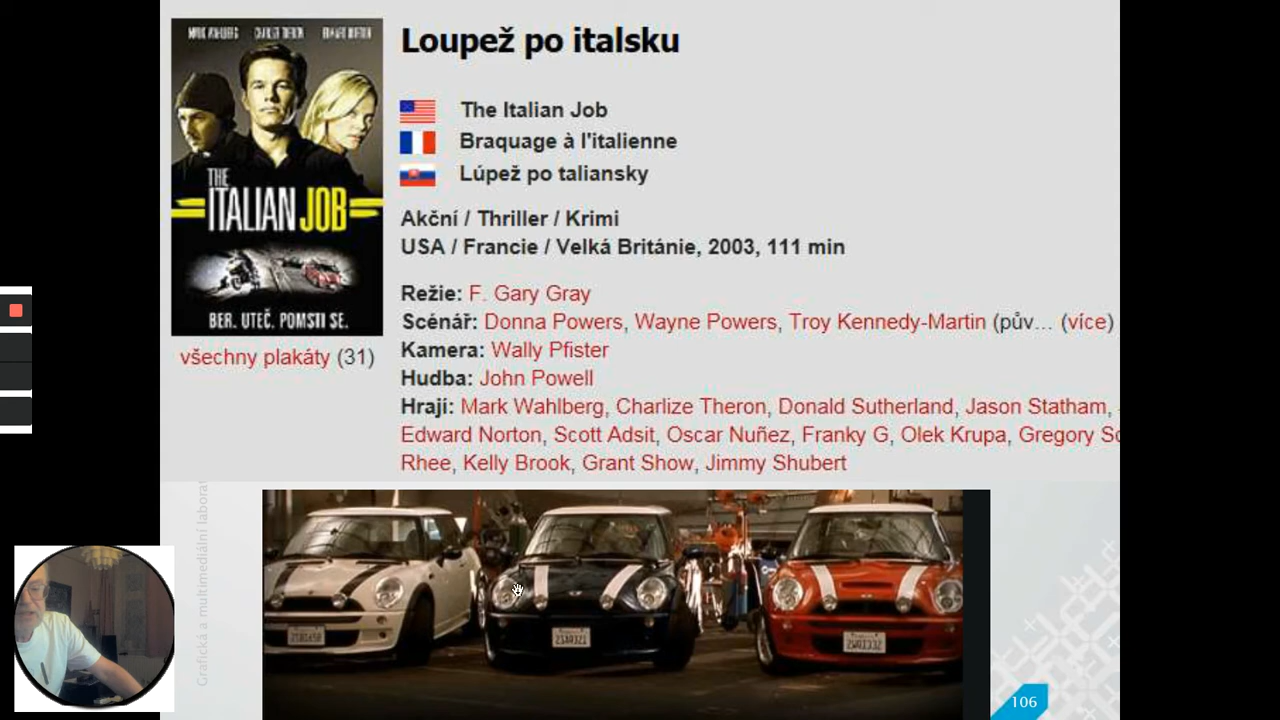 MARK WAHLBERG CHARLIZE THERON EDWARD NORTON
THE
ITALIAN JOB
BER. UTEČ. POMSTI SE.
všechny plakáty (31)
Loupež po italsku
The Italian Job
Braquage à l'italienne
Lúpež po taliansky
Akční / Thriller / Krimi
USA / Francie / Velká Británie, 2003, 111 min
Režie: F. Gary Gray
Scénář: Donna Powers, Wayne Powers, Troy Kennedy-Martin (pův… (více)
Kamera: Wally Pfister
Hudba: John Powell
Hrají: Mark Wahlberg, Charlize Theron, Donald Sutherland, Jason Statham,
Edward Norton, Scott Adsit, Oscar Nuñez, Franky G, Olek Krupa, Gregory Sc
Rhee, Kelly Brook, Grant Show, Jimmy Shubert
Grafická a multimediální labora
106